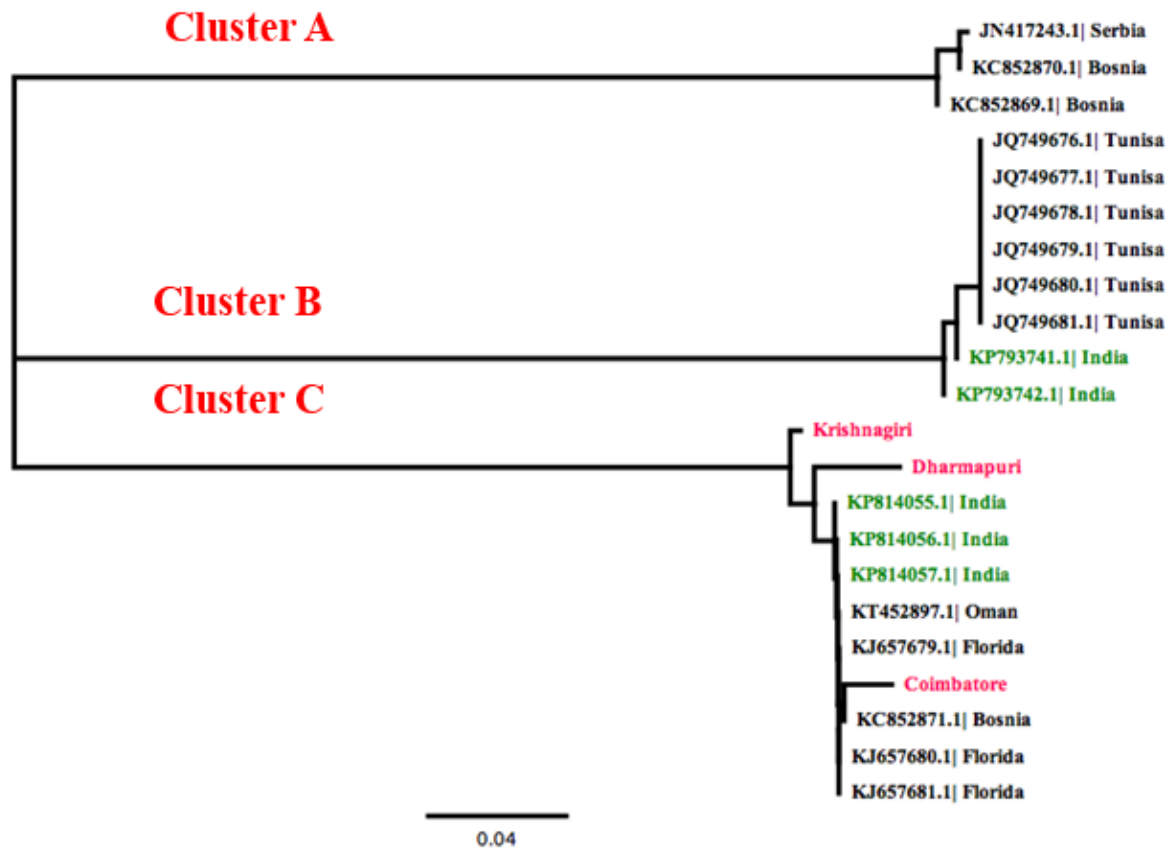 Cluster A
JN417243.1| Serbia
KC852870.1| Bosnia
KC852869.1| Bosnia
JQ749676.1| Tunisa
JQ749677.1| Tunisa
JQ749678.1| Tunisa
JQ749679.1| Tunisa
Cluster B
JQ749680.1| Tunisa
JQ749681.1| Tunisa
KP793741.1| India
Cluster C
KP793742.1| India
Krishnagiri
Dharmapuri
KP814055.1| India
KP814056.1| India
KP814057.1| India
KT452897.1| Oman
KJ657679.1| Florida
Coimbatore
KC852871.1| Bosnia
KJ657680.1| Florida
KJ657681.1| Florida
0.04